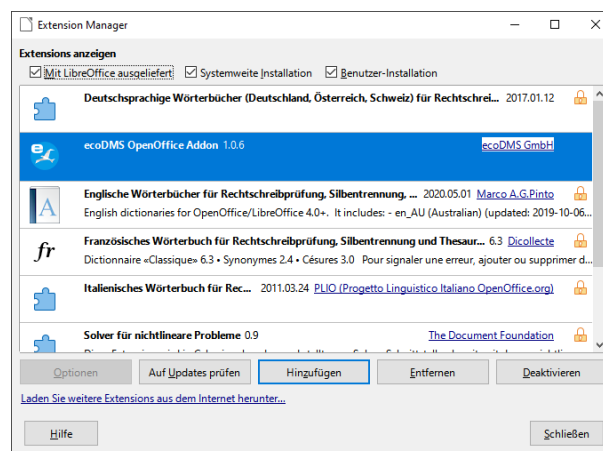 Extension Manager
Extensions anzeigen
Mit LibreOffice ausgeliefert Systemweite Installation Benutzer-Installation
Deutschsprachige Wörterbücher (Deutschland, Österreich, Schweiz) für Rechtschrei... 2017.01.12
ecoDMS OpenOffice Addon 1.0.6 ecoDMS GmbH
Englische Wörterbücher für Rechtschreibprüfung, Silbentrennung, ... 2020.05.01 Marco A.G.Pinto
English dictionaries for OpenOffice/LibreOffice 4.0+. It includes: - en_AU (Australian) (updated: 2019-10-06...
Französisches Wörterbuch für Rechtschreibprüfung, Silbentrennung und Thesaur... 6.3 Dicollecte
Dictionnaire «Classique» 6.3 • Synonymes 2.4 • Césures 3.0 Pour signaler une erreur, ajouter ou supprimer d...
Italienisches Wörterbuch für Rec... 2011.03.24 PLIO (Progetto Linguistico Italiano OpenOffice.org)
Solver für nichtlineare Probleme 0.9 The Document Foundation
Optionen Auf Updates prüfen Hinzufügen Entfernen Deaktivieren
Laden Sie weitere Extensions aus dem Internet herunter...
Hilfe Schließen